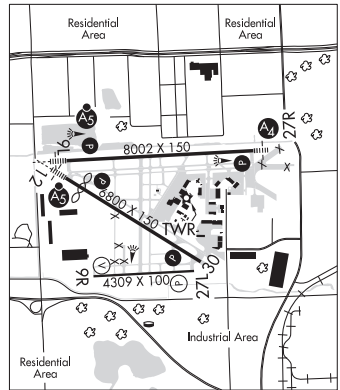 Residential
Area
Residential
Area
A5
A4
27R
9L
P
8002 X 150
P
12
A5
P
6800 X 150
TWR
30
9R
A
P
4309 X 100
P
27L
Industrial Area
Residential
Area